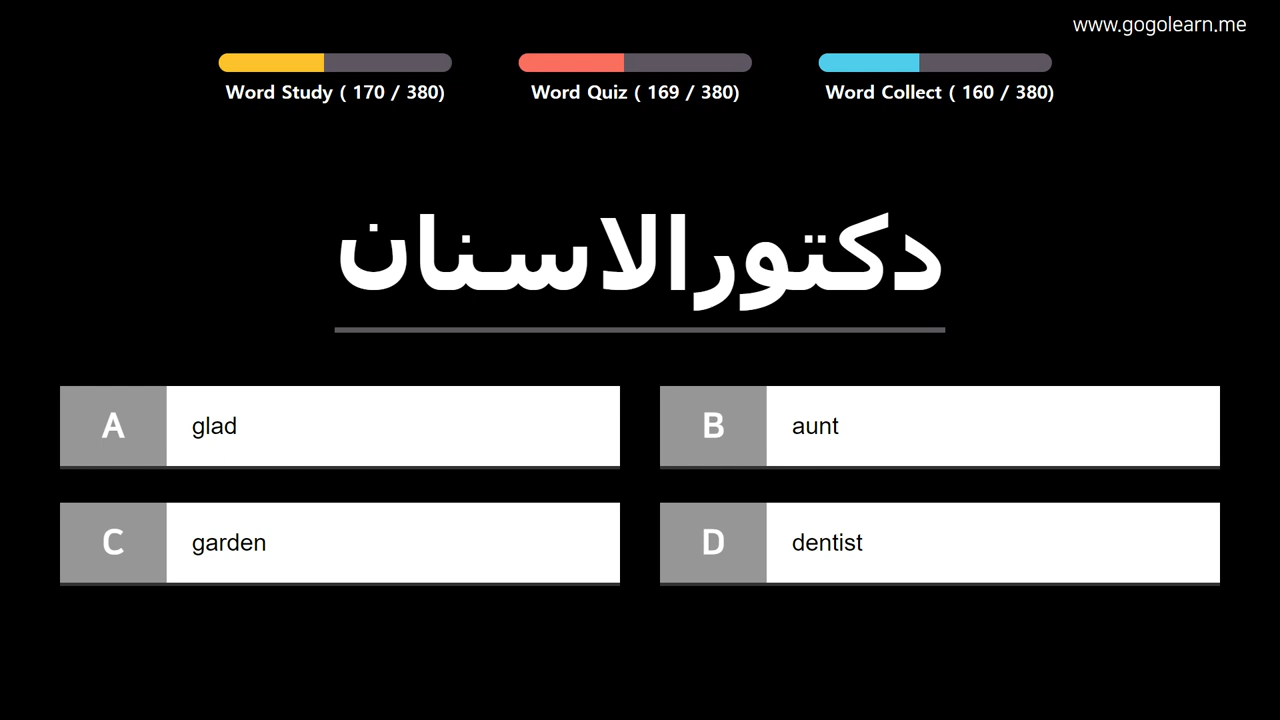 www.gogolearn.me
Word Study ( 170 / 380)
Word Quiz ( 169 / 380)
Word Collect ( 160 / 380)
دكتورالاسنان
A glad
B aunt
C garden
D dentist